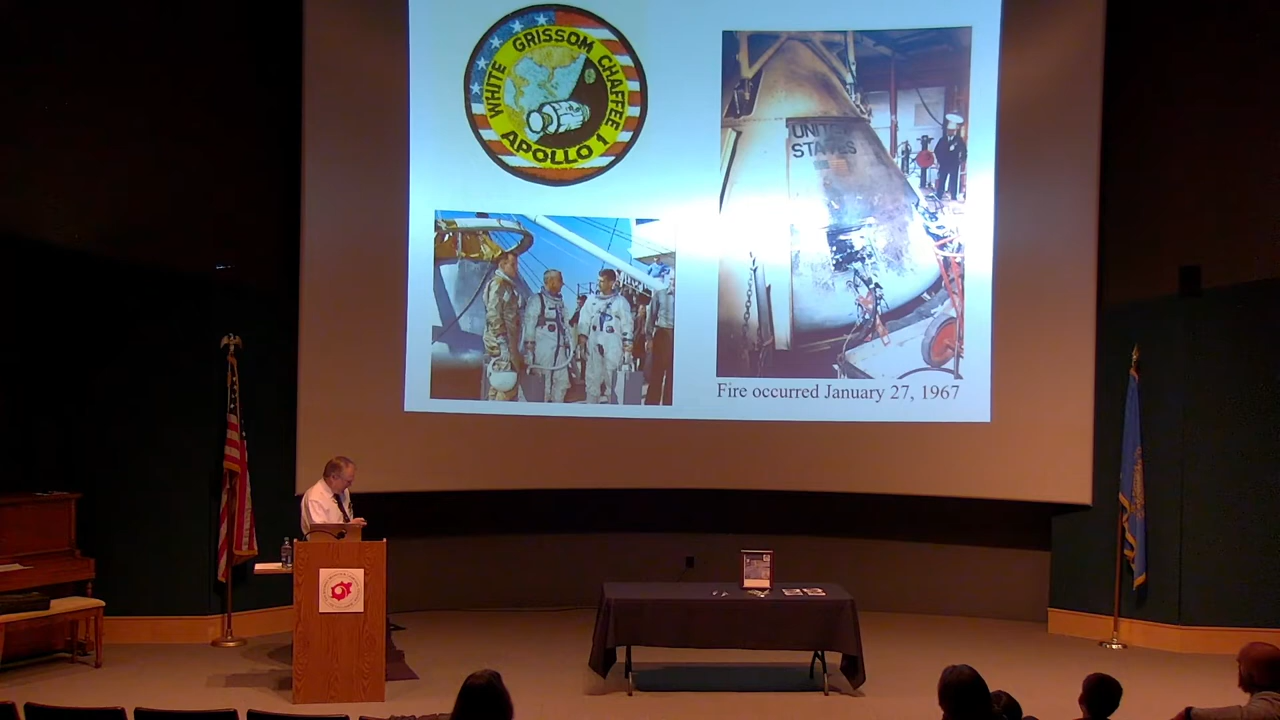 WHITE GRISSOM CHAFFEE
APOLLO 1
UNITED
STATES
Fire occurred January 27, 1967